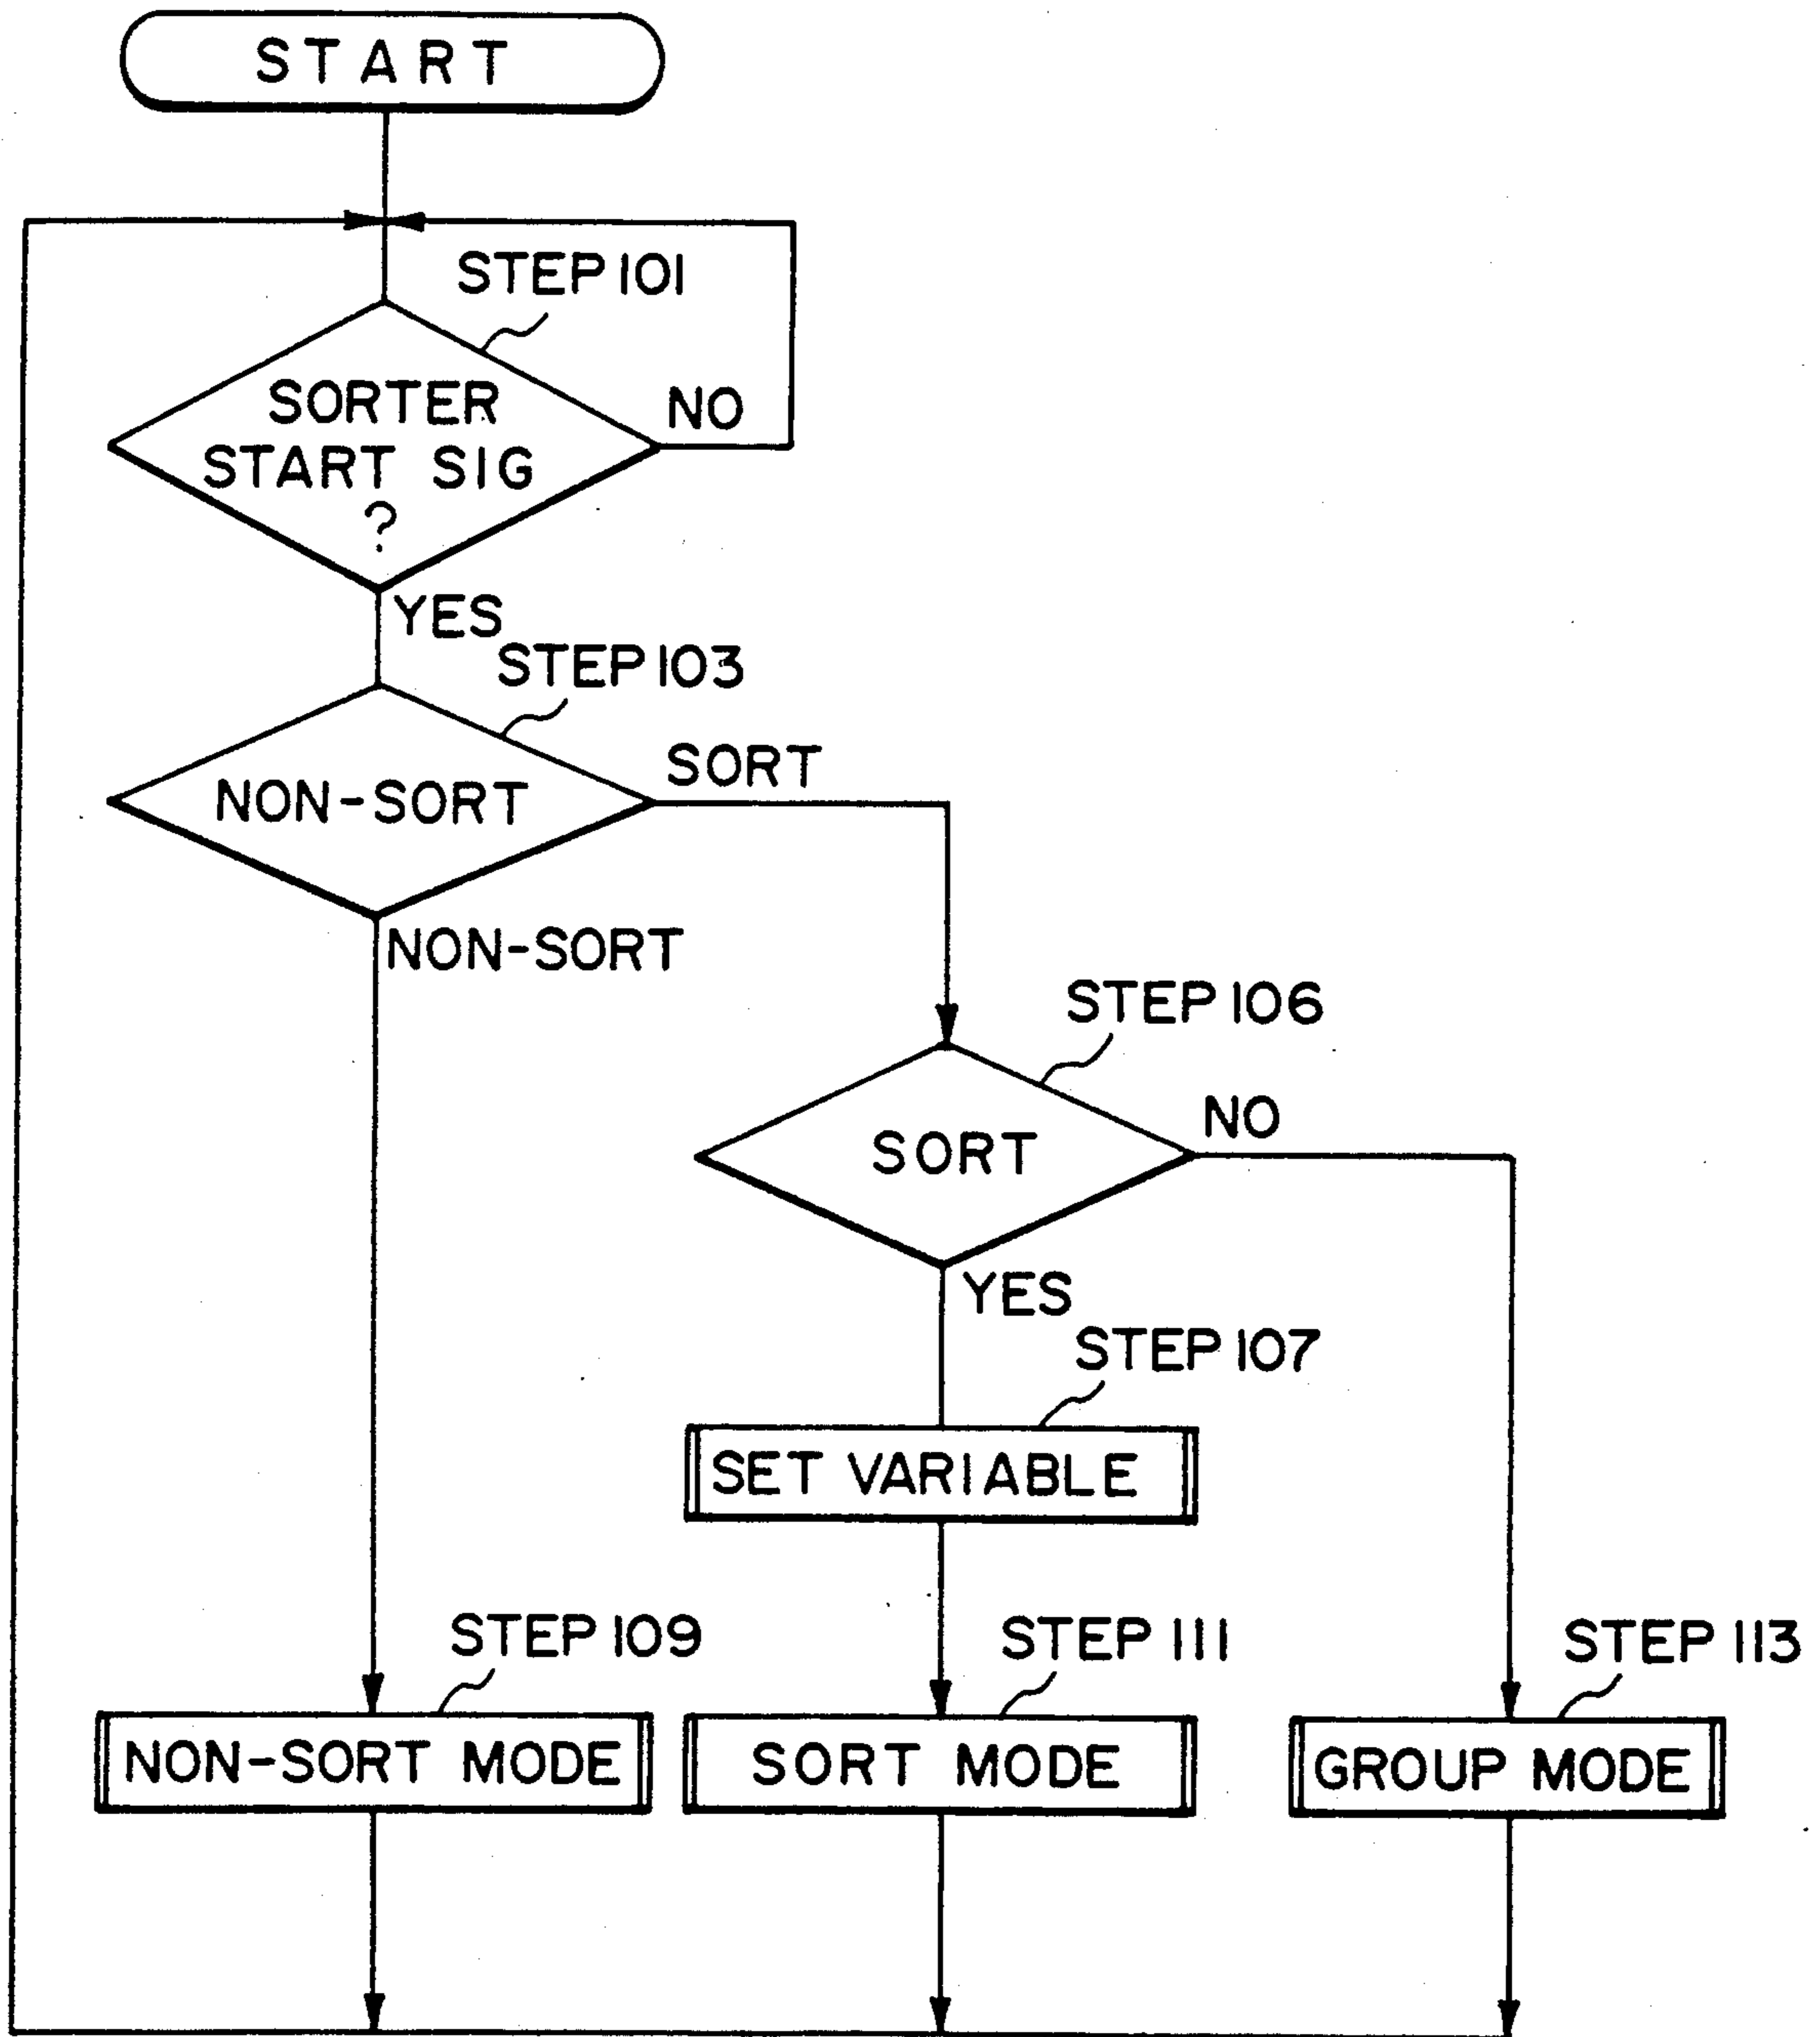 START
STEP 101
SORTER
START SIG
?
NO
YES
STEP 103
NON-SORT
SORT
NON-SORT
STEP 106
SORT
NO
YES
STEP 107
SET VARIABLE
STEP 109
STEP 111
STEP 113
NON-SORT MODE
SORT MODE
GROUP MODE